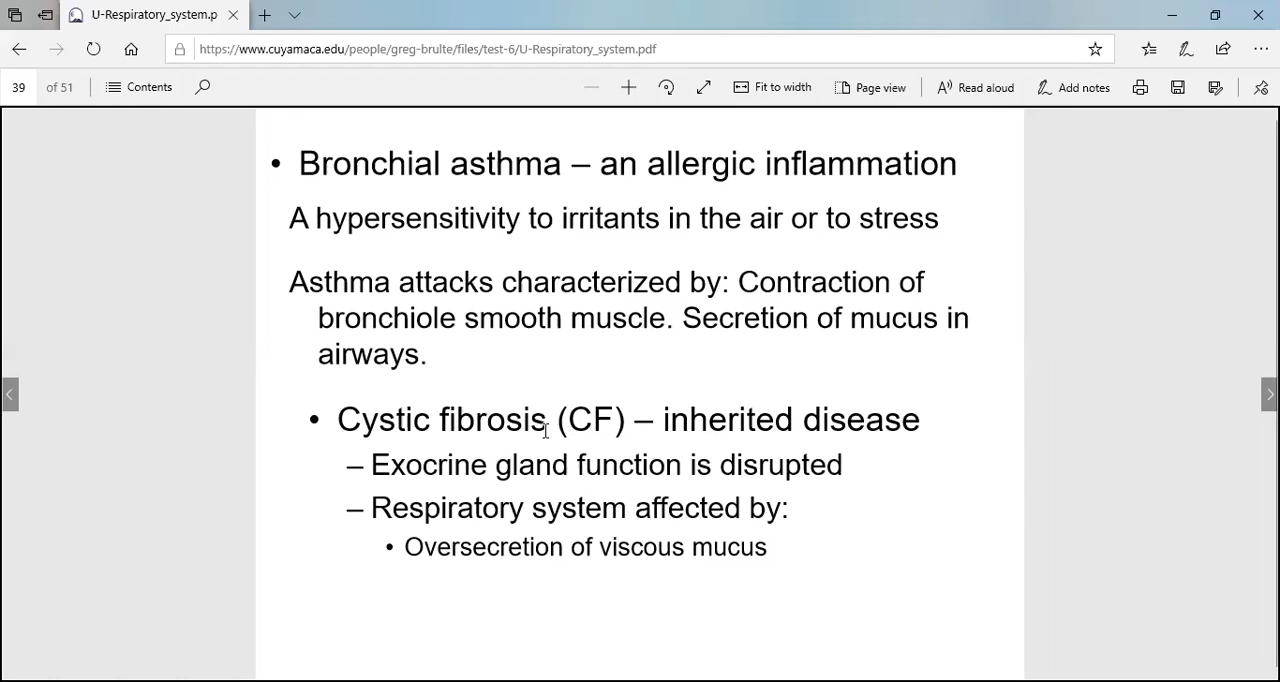 U-Respiratory_system.p
https://www.cuyamaca.edu/people/greg-brulte/files/test-6/U-Respiratory_system.pdf
39 of 51 Contents Fit to width Page view Read aloud Add notes
• Bronchial asthma – an allergic inflammation
A hypersensitivity to irritants in the air or to stress
Asthma attacks characterized by: Contraction of
bronchiole smooth muscle. Secretion of mucus in
airways.
• Cystic fibrosis (CF) – inherited disease
– Exocrine gland function is disrupted
– Respiratory system affected by:
• Oversecretion of viscous mucus